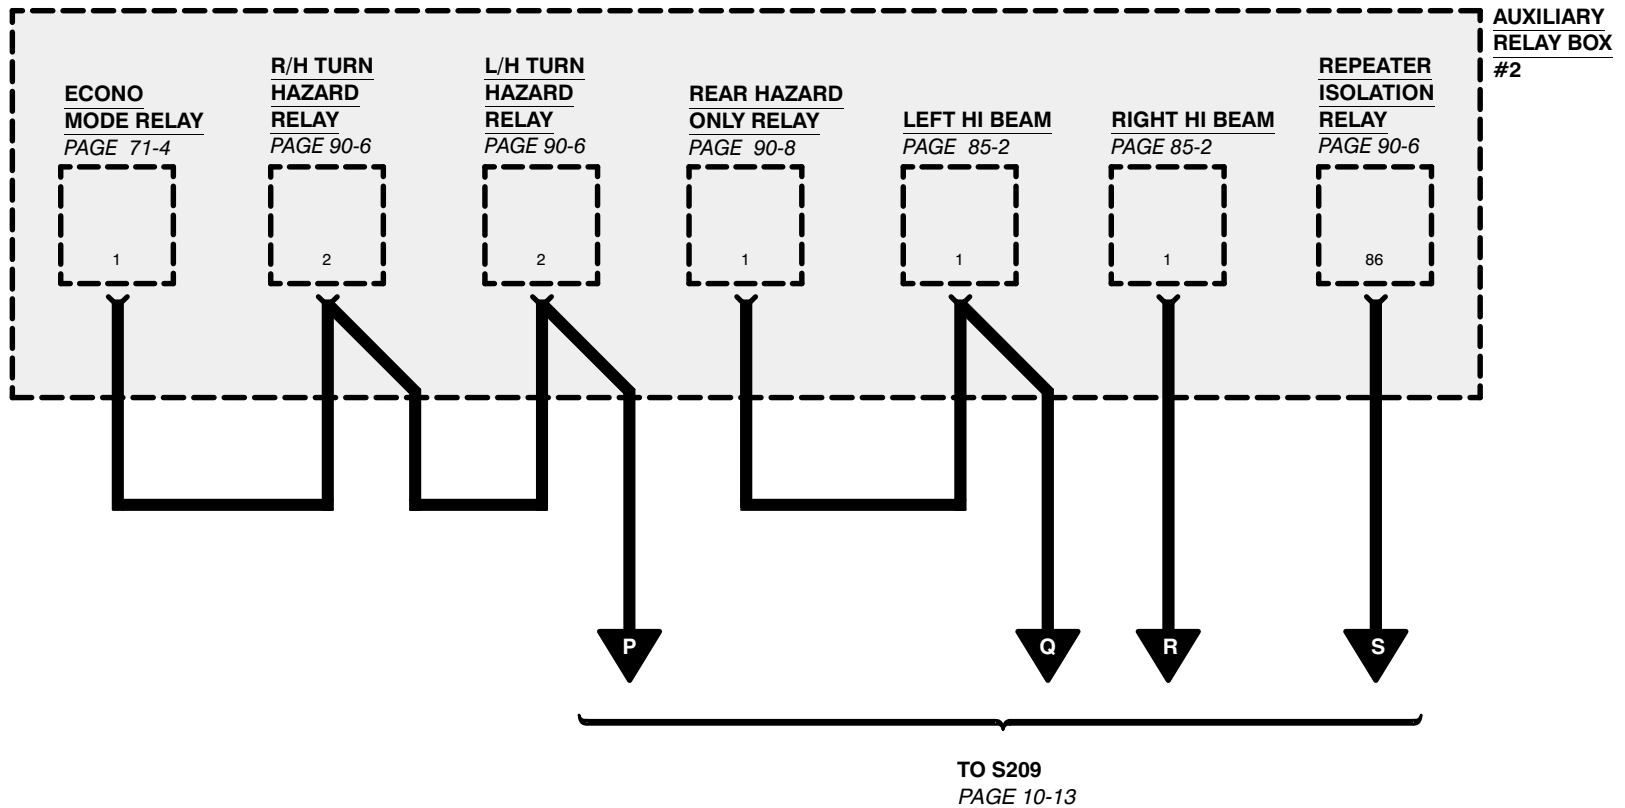 AUXILIARY
RELAY BOX
#2
ECONO
MODE RELAY
PAGE 71-4
R/H TURN
HAZARD
RELAY
PAGE 90-6
L/H TURN
HAZARD
RELAY
PAGE 90-6
REAR HAZARD
ONLY RELAY
PAGE 90-8
LEFT HI BEAM
PAGE 85-2
RIGHT HI BEAM
PAGE 85-2
REPEATER
ISOLATION
RELAY
PAGE 90-6
1
2
2
1
1
1
86
P
Q
R
S
TO S209
PAGE 10-13